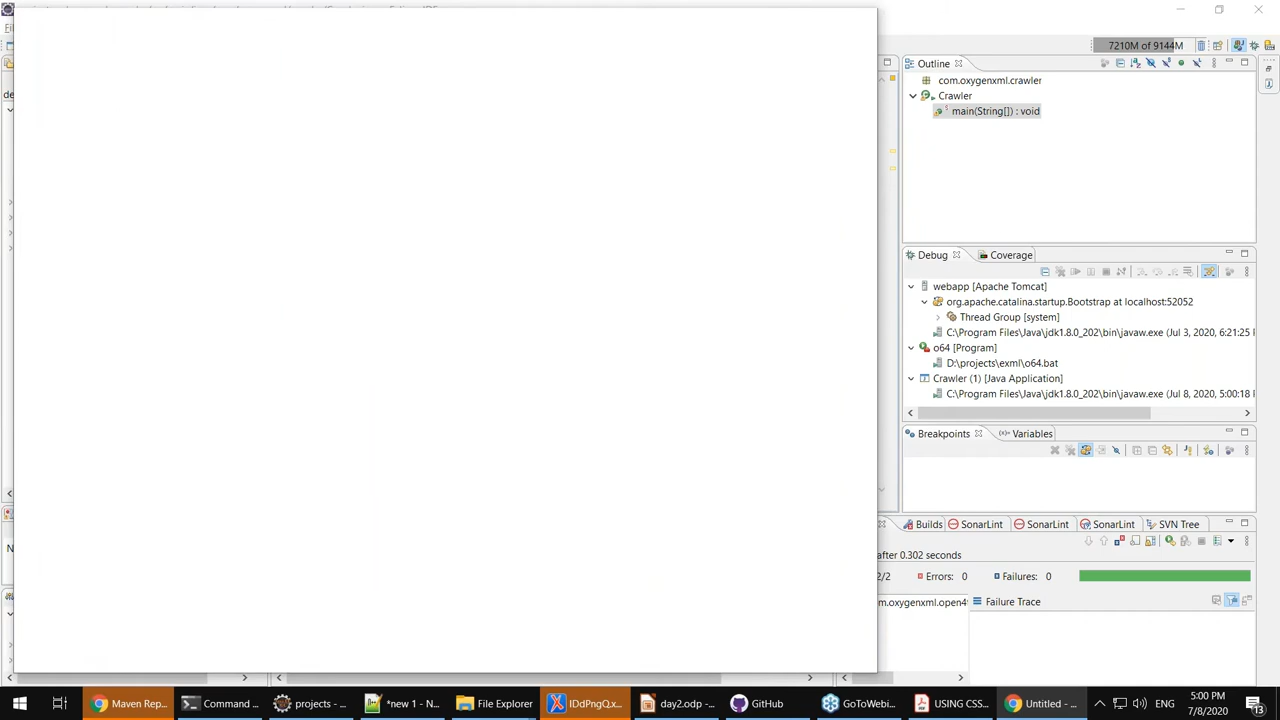 Fil
7210M of 9144M
Outline
de
com.oxygenxml.crawler
Crawler
main(String[]) : void
Debug
Coverage
webapp [Apache Tomcat]
org.apache.catalina.startup.Bootstrap at localhost:52052
Thread Group [system]
C:\Program Files\Java\jdk1.8.0_202\bin\javaw.exe (Jul 3, 2020, 6:21:25
o64 [Program]
D:\projects\exml\o64.bat
Crawler (1) [Java Application]
C:\Program Files\Java\jdk1.8.0_202\bin\javaw.exe (Jul 8, 2020, 5:00:18
Breakpoints
(x)= Variables
Builds
SonarLint
SonarLint
SonarLint
SVN Tree
N
after 0.302 seconds
2/2
Errors: 0
Failures: 0
m.oxygenxml.open4
Failure Trace
Maven Rep...
Command ...
projects - ...
*new 1 - N...
File Explorer
IDdPngQ.x...
day2.odp -...
GitHub
GoToWebi...
USING CSS...
Untitled - ...
ENG
5:00 PM
7/8/2020
13